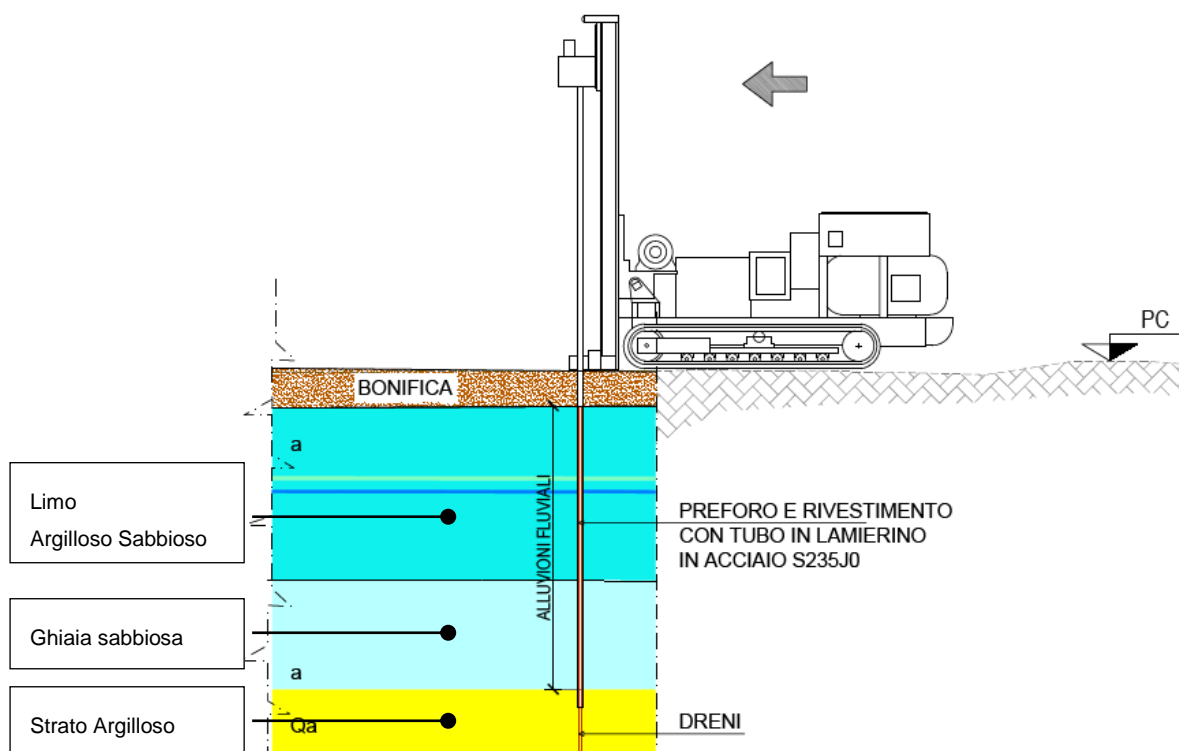 PC
BONIFICA
a
Limo
Argilloso Sabbioso
ALLUVIONI FLUVIALI
PREFORO E RIVESTIMENTO
CON TUBO IN LAMIERINO
IN ACCIAIO S235J0
Ghiaia sabbiosa
a
Strato Argilloso
Qa
DRENI